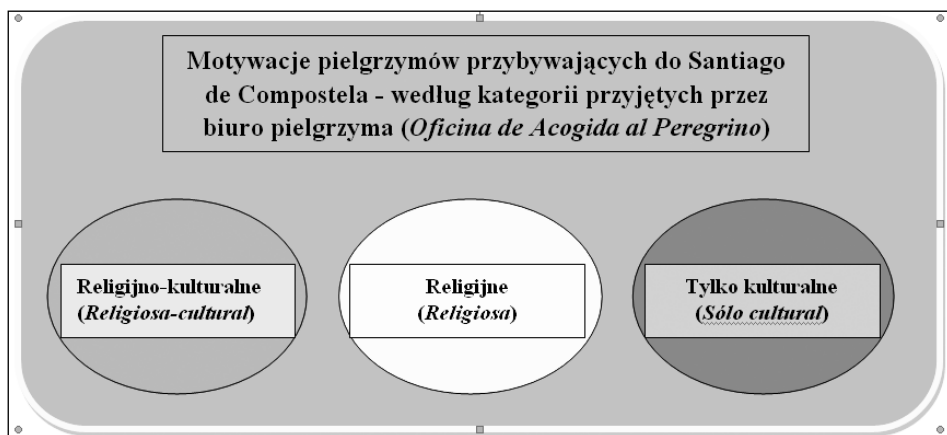 Motywacje pielgrzymów przybywających do Santiago
de Compostela - według kategorii przyjętych przez
biuro pielgrzyma (Oficina de Acogida al Peregrino)
Religijno-kulturalne
(Religiosa-cultural)
Religijne
(Religiosa)
Tylko kulturalne
(Sólo cultural)